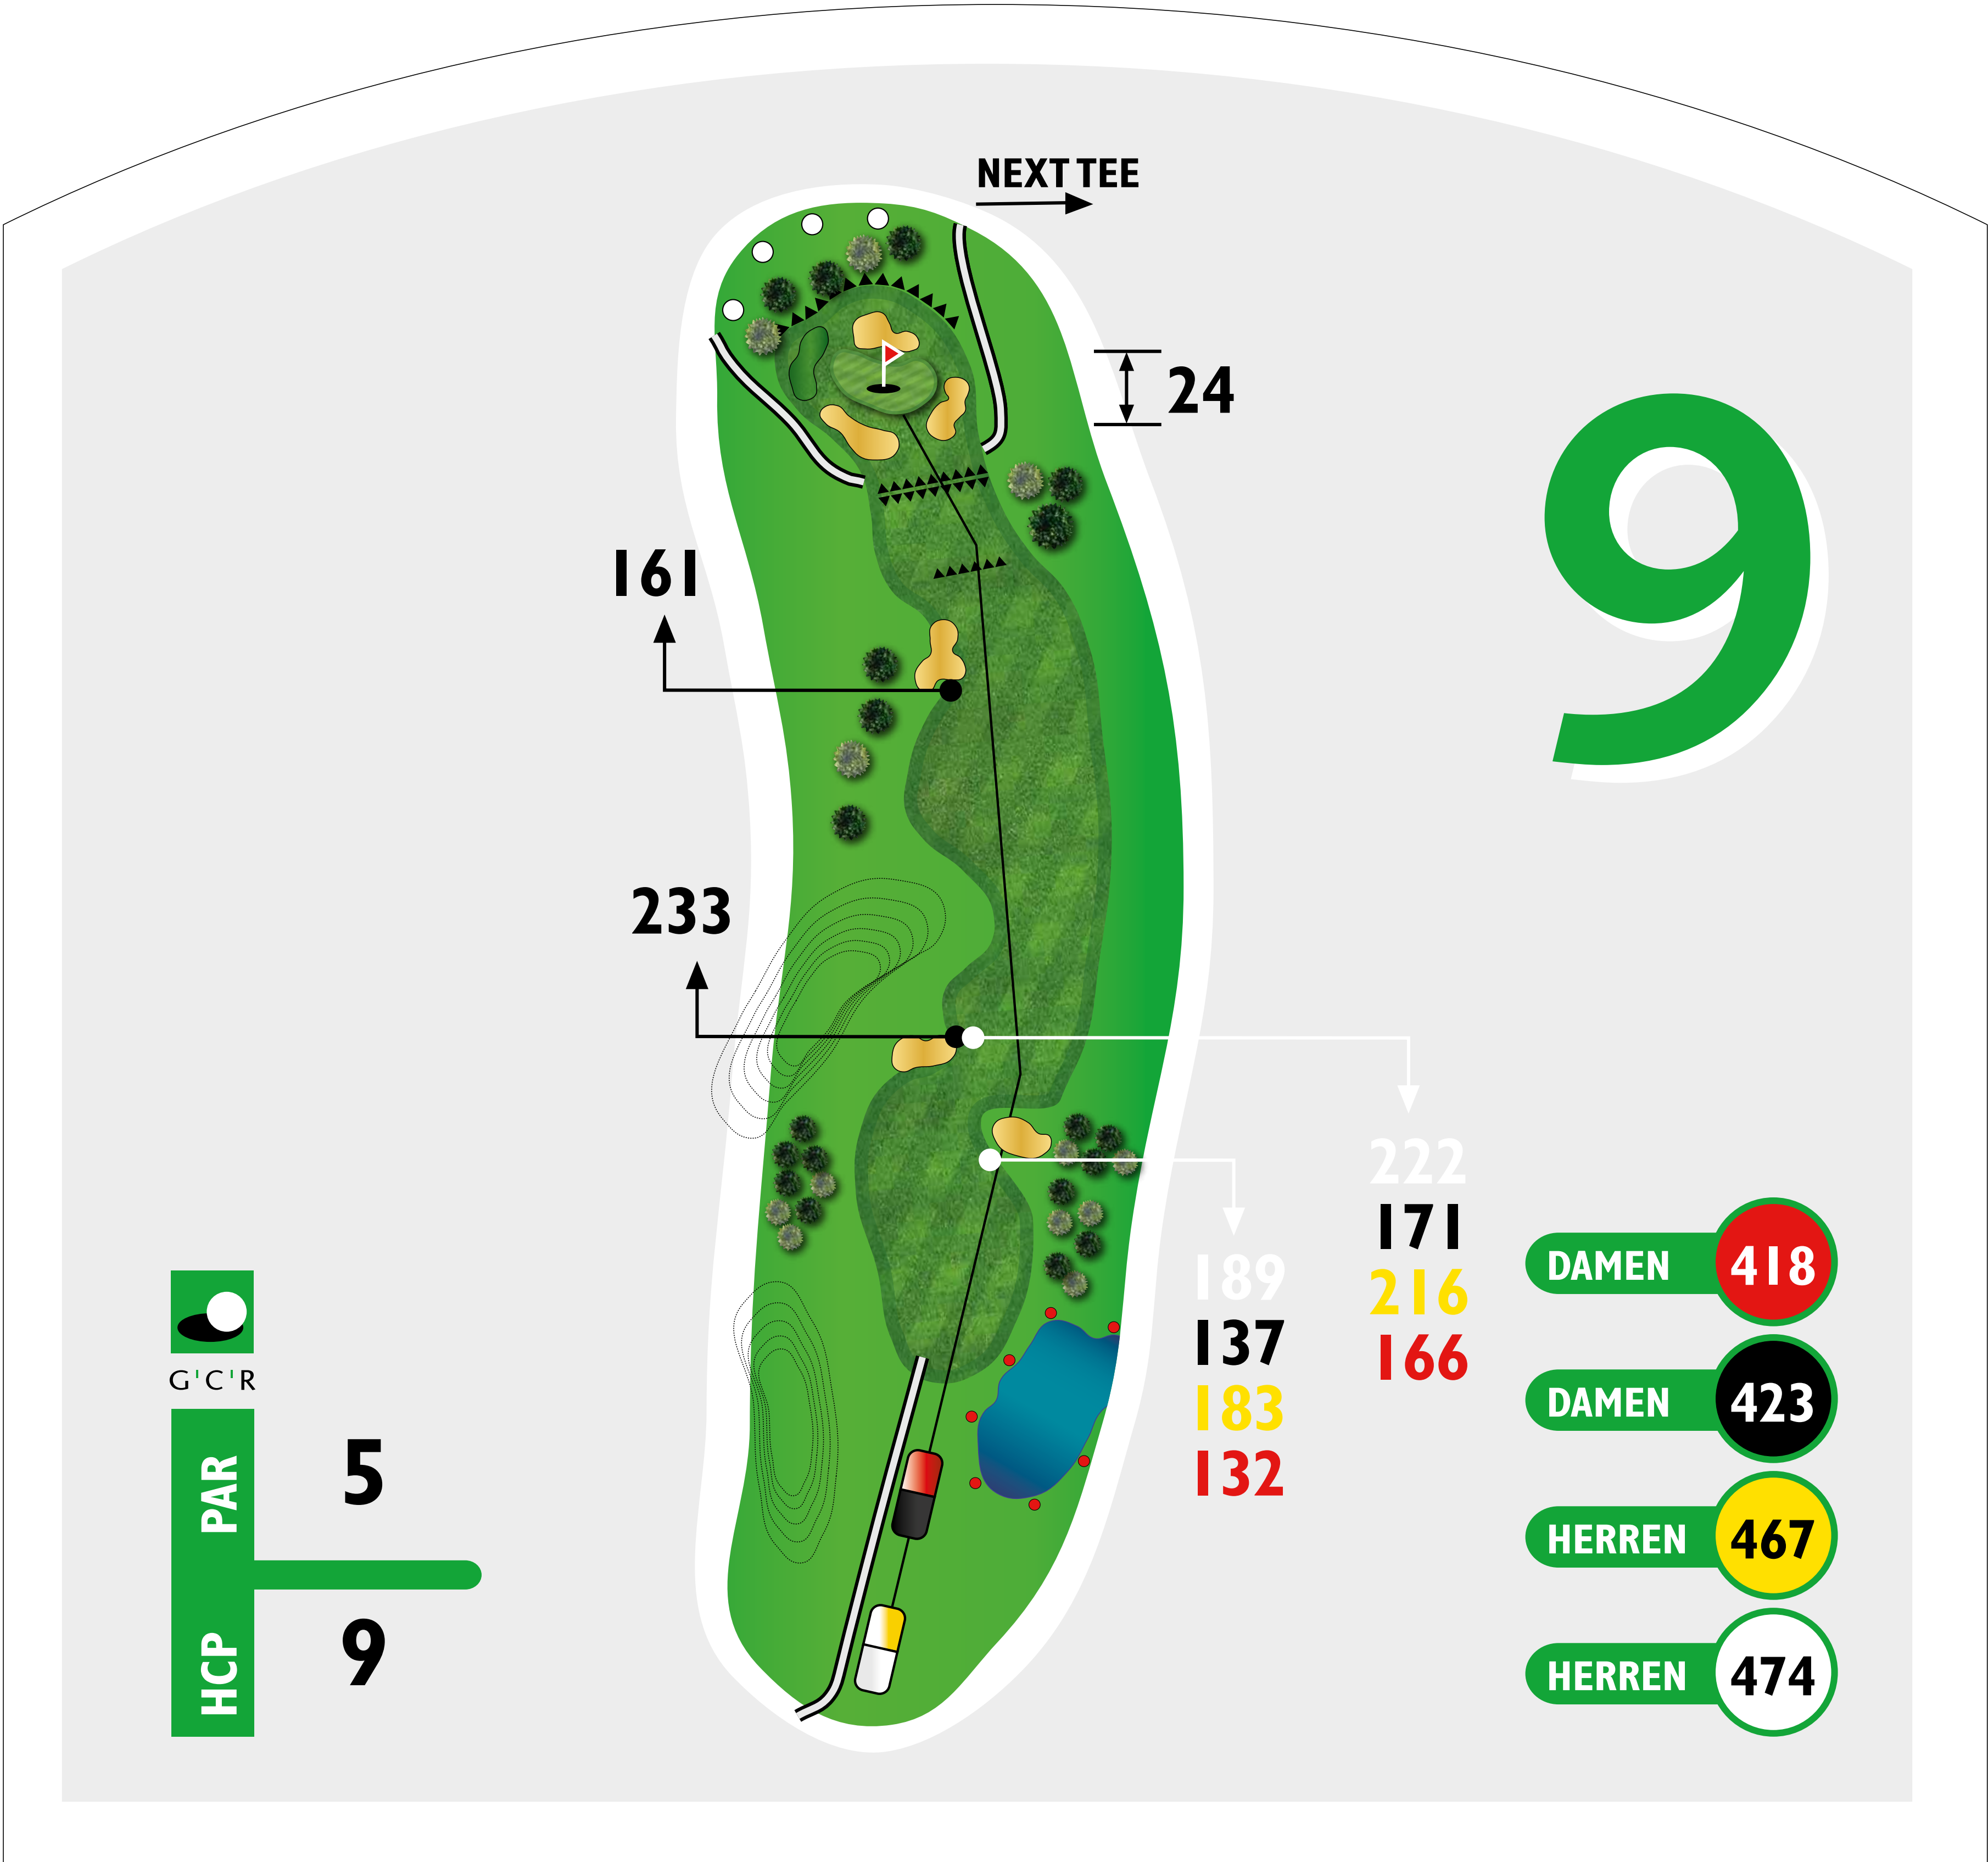 NEXT TEE
24
9
161
233
222
171
216
166
189
137
183
132
DAMEN 418
DAMEN 423
HERREN 467
HERREN 474
G'C'R
PAR 5
HCP 9